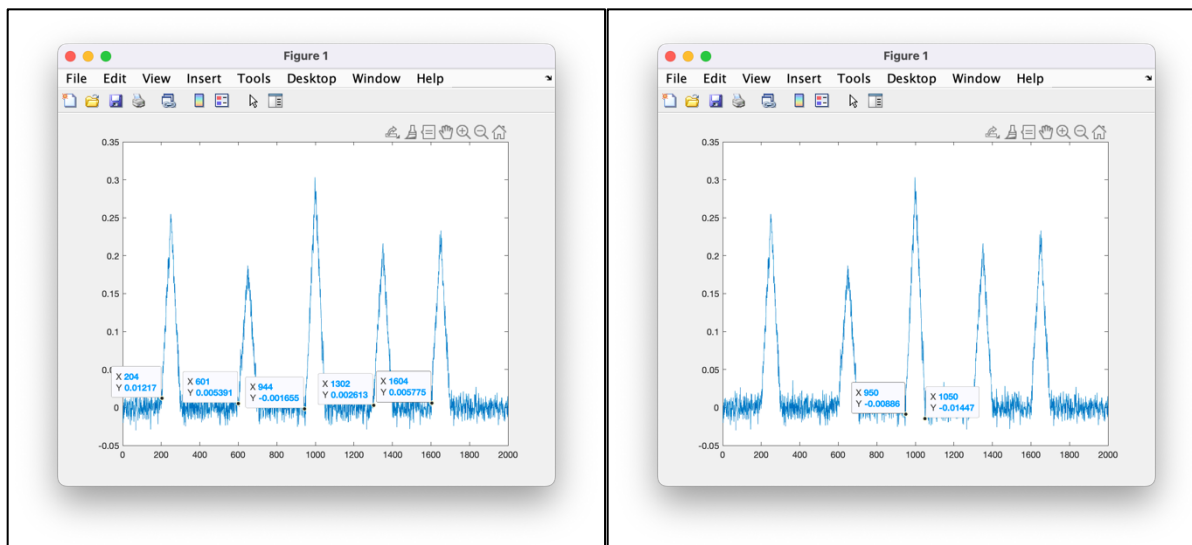 Figure 1
File Edit View Insert Tools Desktop Window Help
0.35
0.3
0.25
0.2
0.15
0.1
0
-0.05
0 200 400 600 800 1000 1200 1400 1600 1800 2000
X 204
Y 0.01217
X 601
Y 0.005391
X 944
Y -0.001655
X 1302
Y 0.002613
X 1604
Y 0.005775
Figure 1
File Edit View Insert Tools Desktop Window Help
0.35
0.3
0.25
0.2
0.15
0.1
0.05
0
-0.05
0 200 400 600 800 1000 1200 1400 1600 1800 2000
X 950
Y -0.00886
X 1050
Y -0.01447